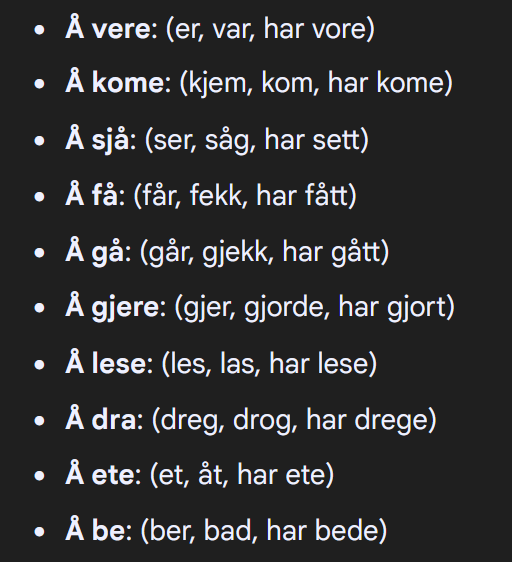 • Å vere: (er, var, har vore)
• Å kome: (kjem, kom, har kome)
• Å sjå: (ser, såg, har sett)
• Å få: (får, fekk, har fått)
• Å gå: (går, gjekk, har gått)
• Å gjere: (gjer, gjorde, har gjort)
• Å lese: (les, las, har lese)
• Å dra: (dreg, drog, har drege)
• Å ete: (et, åt, har ete)
• Å be: (ber, bad, har bede)